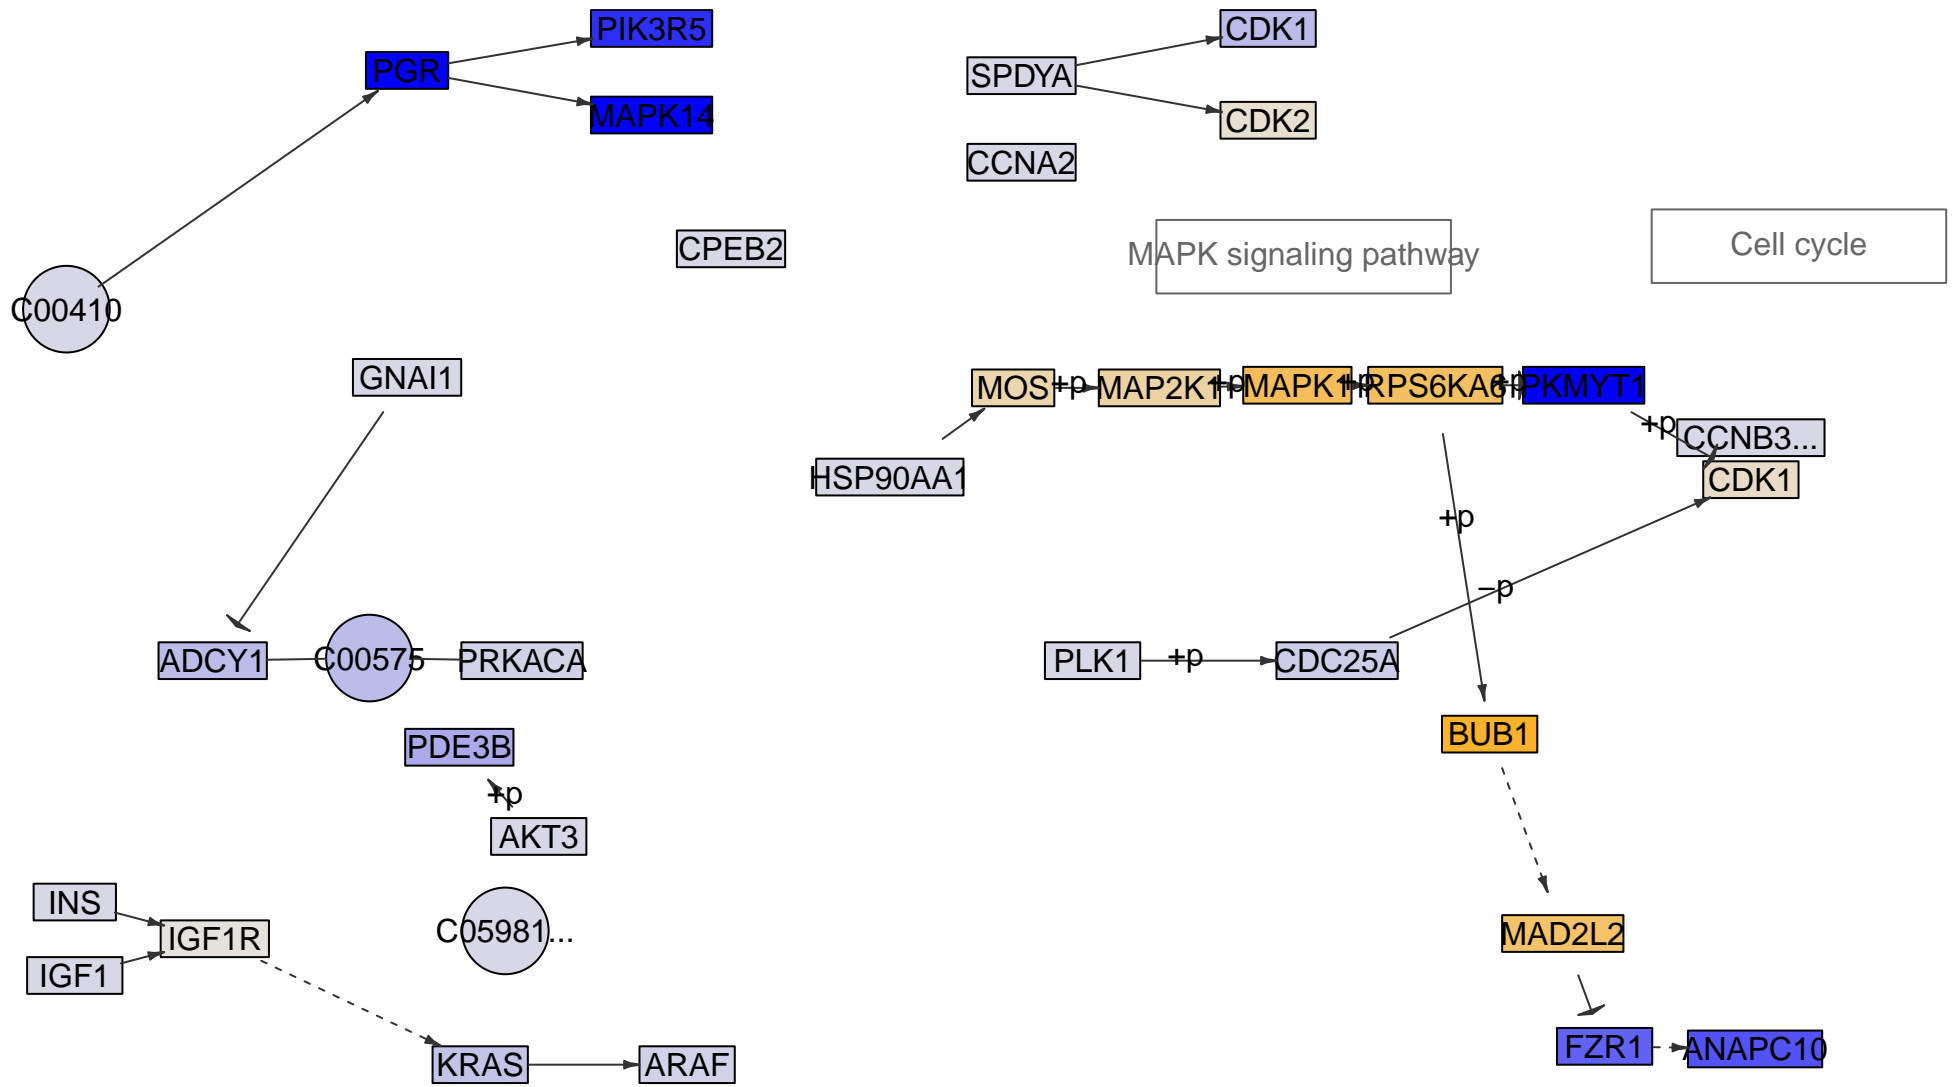 PIK3R5
CDK1
PGR
SPDYA
MAPK14
CDK2
CCNA2
CPEB2
MAPK signaling pathway
Cell cycle
C00410
GNAI1
MOS
+p
MAP2K1
+p
MAPK1
+p
RPS6KA6
+p
PKMYT1
+p
CCNB3...
HSP90AA1
CDK1
+p
−p
ADCY1
C00575
PRKACA
PLK1
+p
CDC25A
PDE3B
BUB1
+p
AKT3
INS
IGF1R
C05981...
MAD2L2
IGF1
KRAS
ARAF
FZR1
ANAPC10